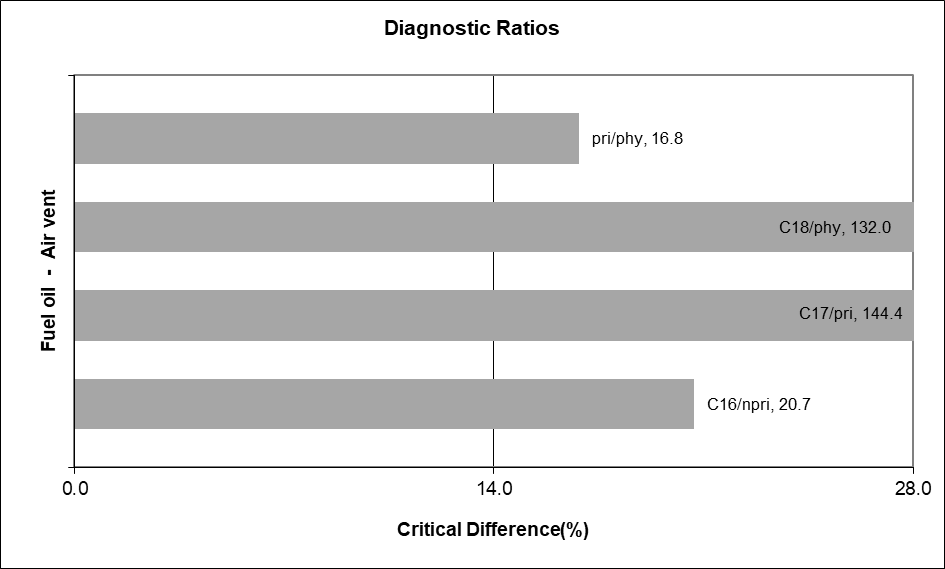 Diagnostic Ratios
Fuel oil - Air vent
pri/phy, 16.8
C18/phy, 132.0
C17/pri, 144.4
C16/npri, 20.7
0.0
14.0
28.0
Critical Difference(%)